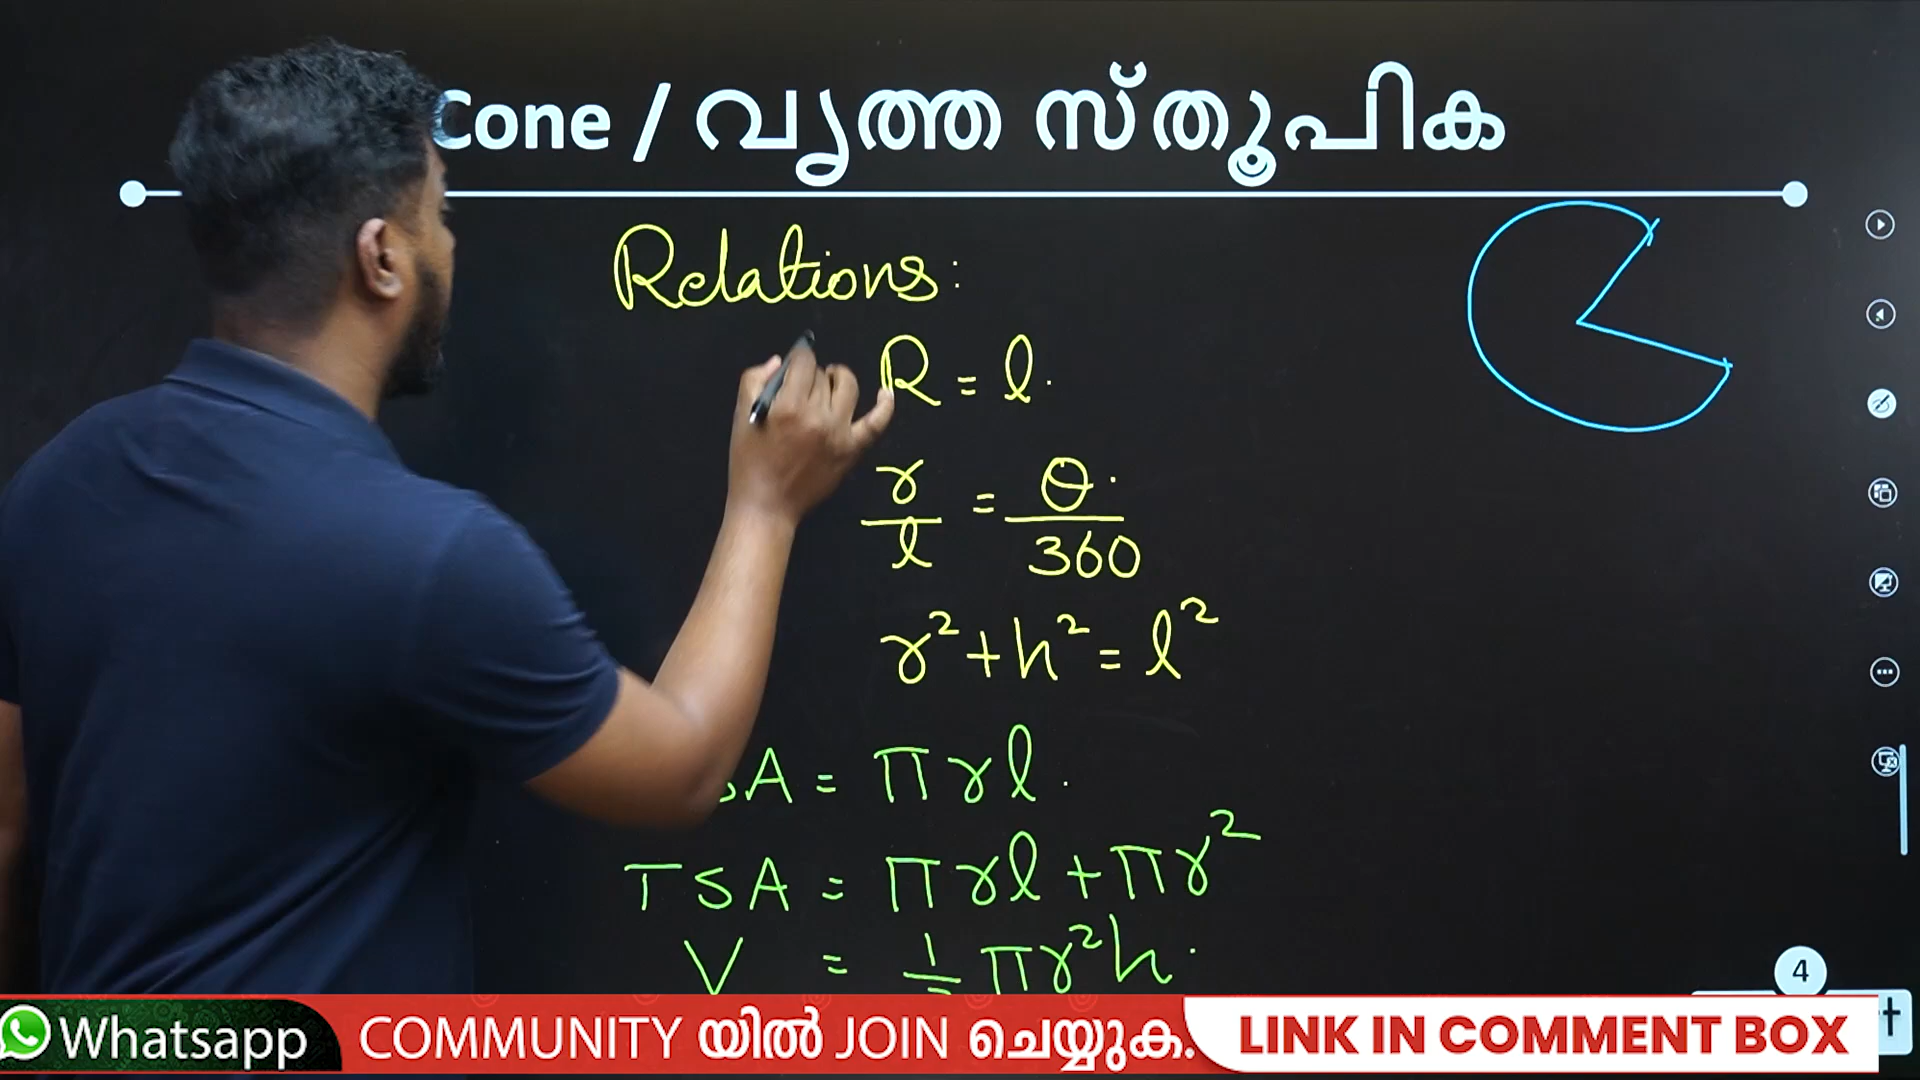 Cone / വൃത്ത സ്തൂപിക
Relations:
R = l.
r/l = θ/360
r² + h² = l²
SA = πrl.
TSA = πrl + πr²
V = πr²h.
4
Whatsapp COMMUNITY യിൽ JOIN ചെയ്യുക. LINK IN COMMENT BOX